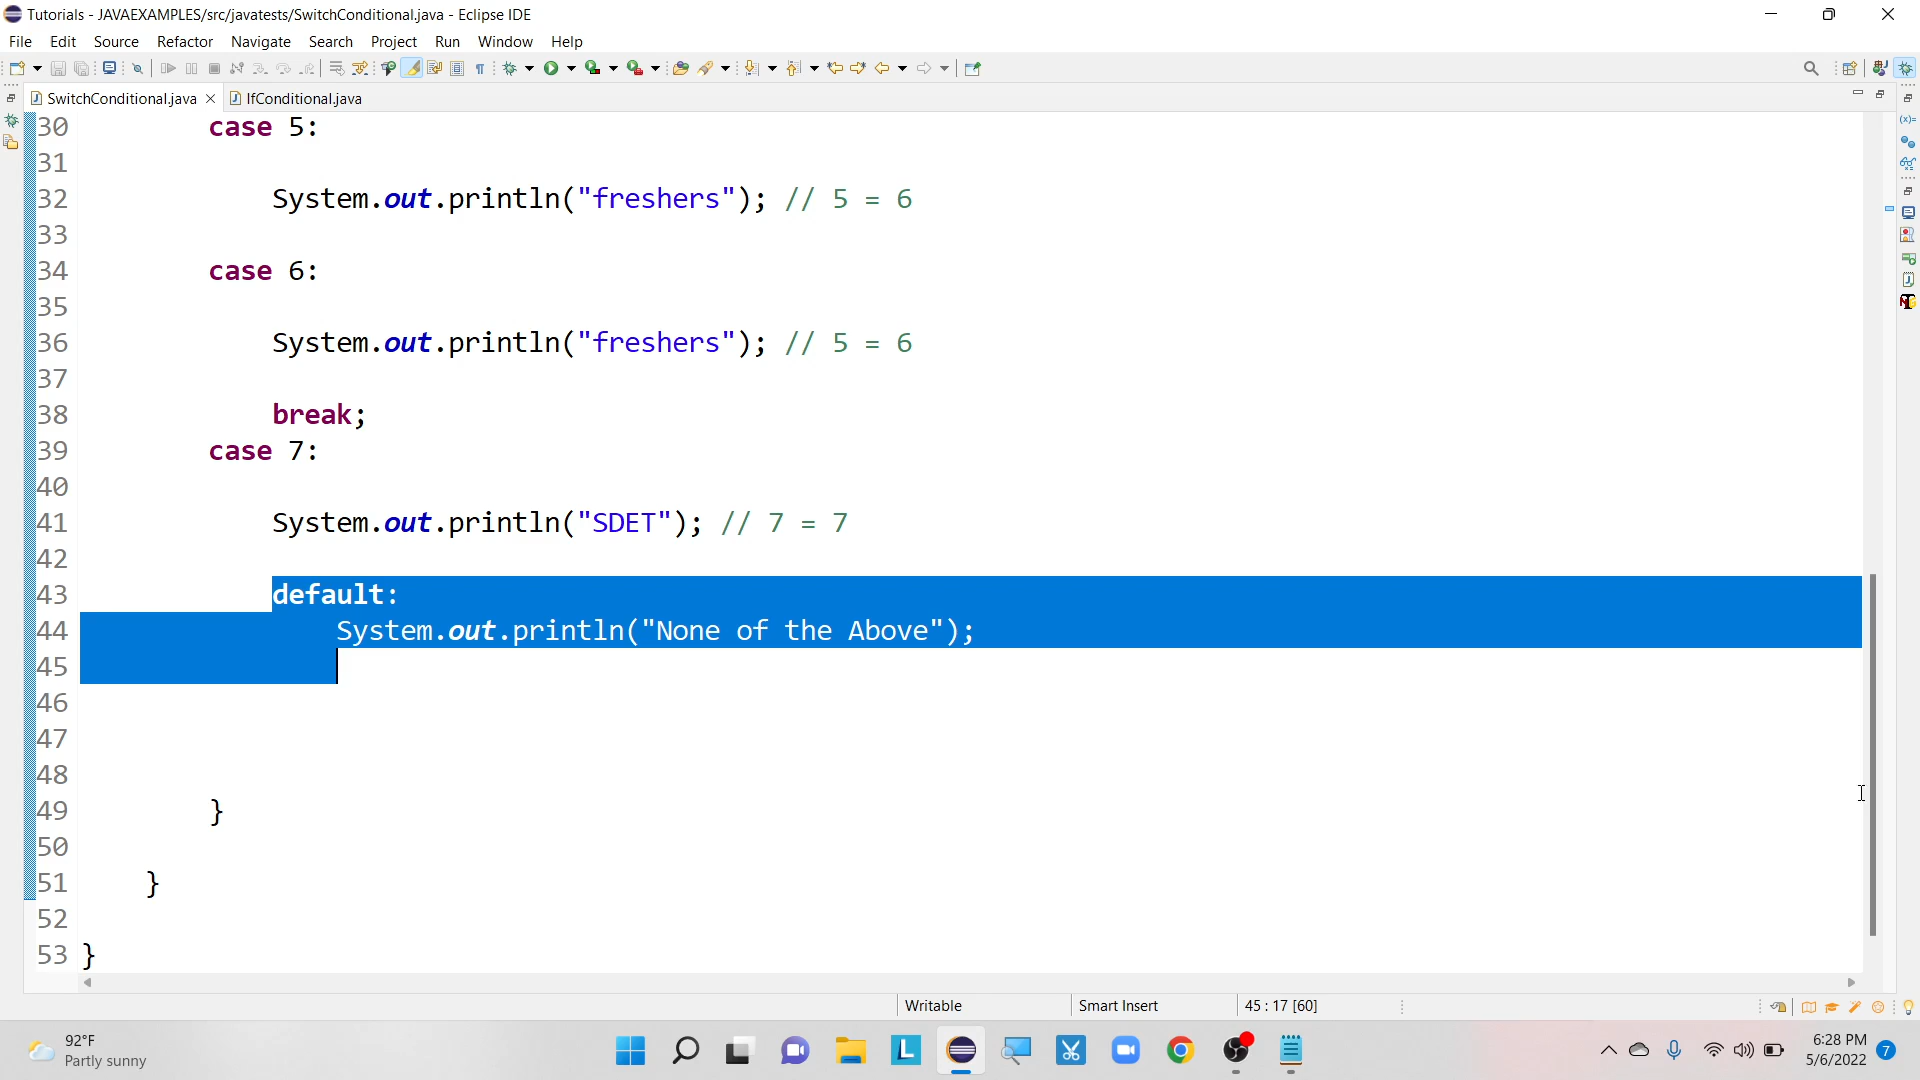 Tutorials - JAVAEXAMPLES/src/javatests/SwitchConditional.java - Eclipse IDE
File Edit Source Refactor Navigate Search Project Run Window Help
SwitchConditional.java IfConditional.java
30 case 5:
31
32 System.out.println("freshers"); // 5 = 6
33
34 case 6:
35
36 System.out.println("freshers"); // 5 = 6
37
38 break;
39 case 7:
40
41 System.out.println("SDET"); // 7 = 7
42
43 default:
44 System.out.println("None of the Above");
45
46
47
48
49 }
50
51 }
52
53 }
Writable Smart Insert 45 : 17 [60]
92°F
Partly sunny
6:28 PM
5/6/2022 7